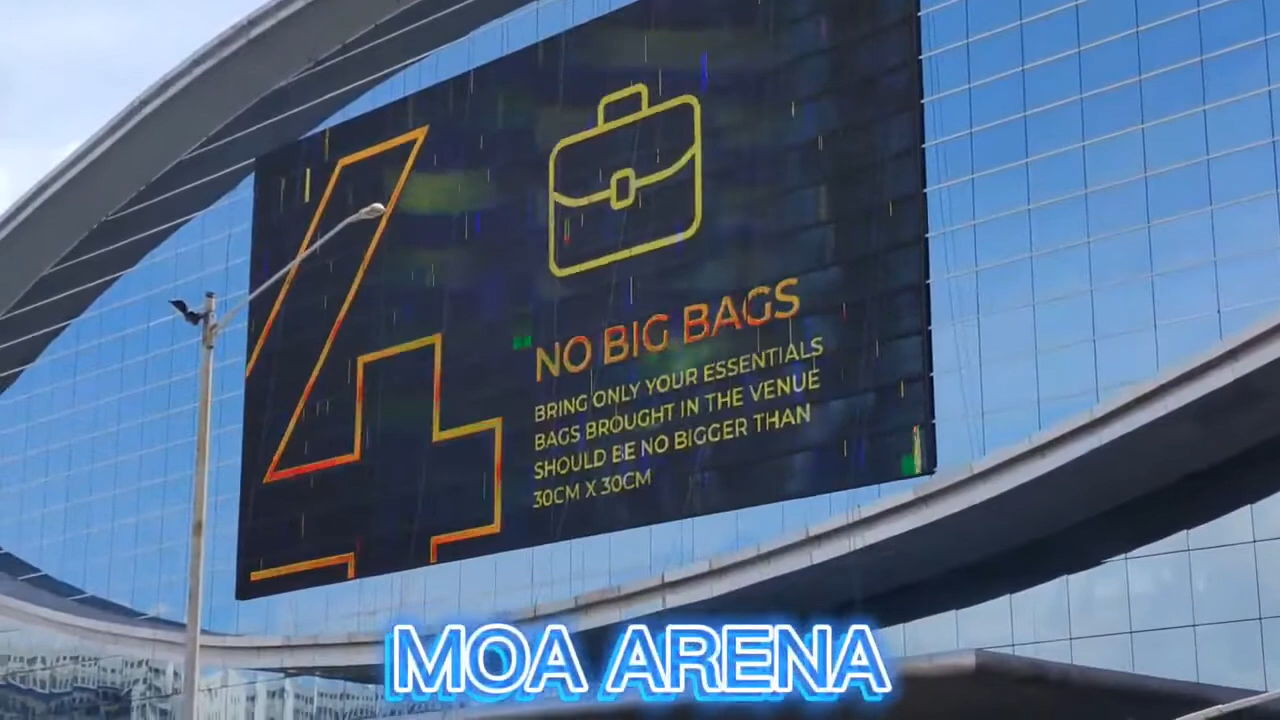 4
NO BIG BAGS
BRING ONLY YOUR ESSENTIALS
BAGS BROUGHT IN THE VENUE
SHOULD BE NO BIGGER THAN
30CM X 30CM
MOA ARENA